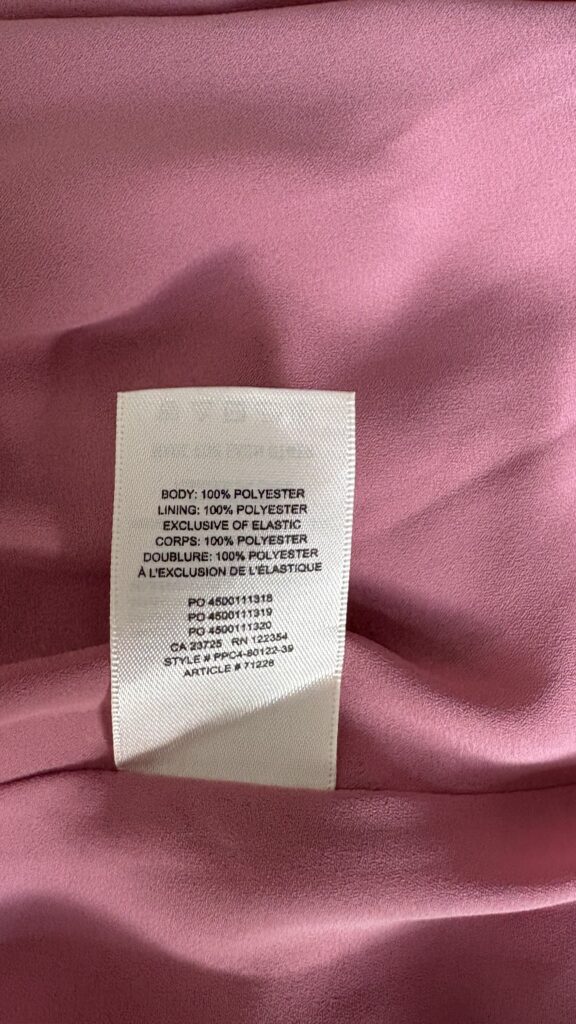 BODY: 100% POLYESTER
LINING: 100% POLYESTER
EXCLUSIVE OF ELASTIC
CORPS: 100% POLYESTER
DOUBLURE: 100% POLYESTER
À L'EXCLUSION DE L'ÉLASTIQUE
PO 4500111318
PO 4500111319
PO 4500111320
CA 23725 RN 122354
STYLE # PPC4-80122-39
ARTICLE # 71228